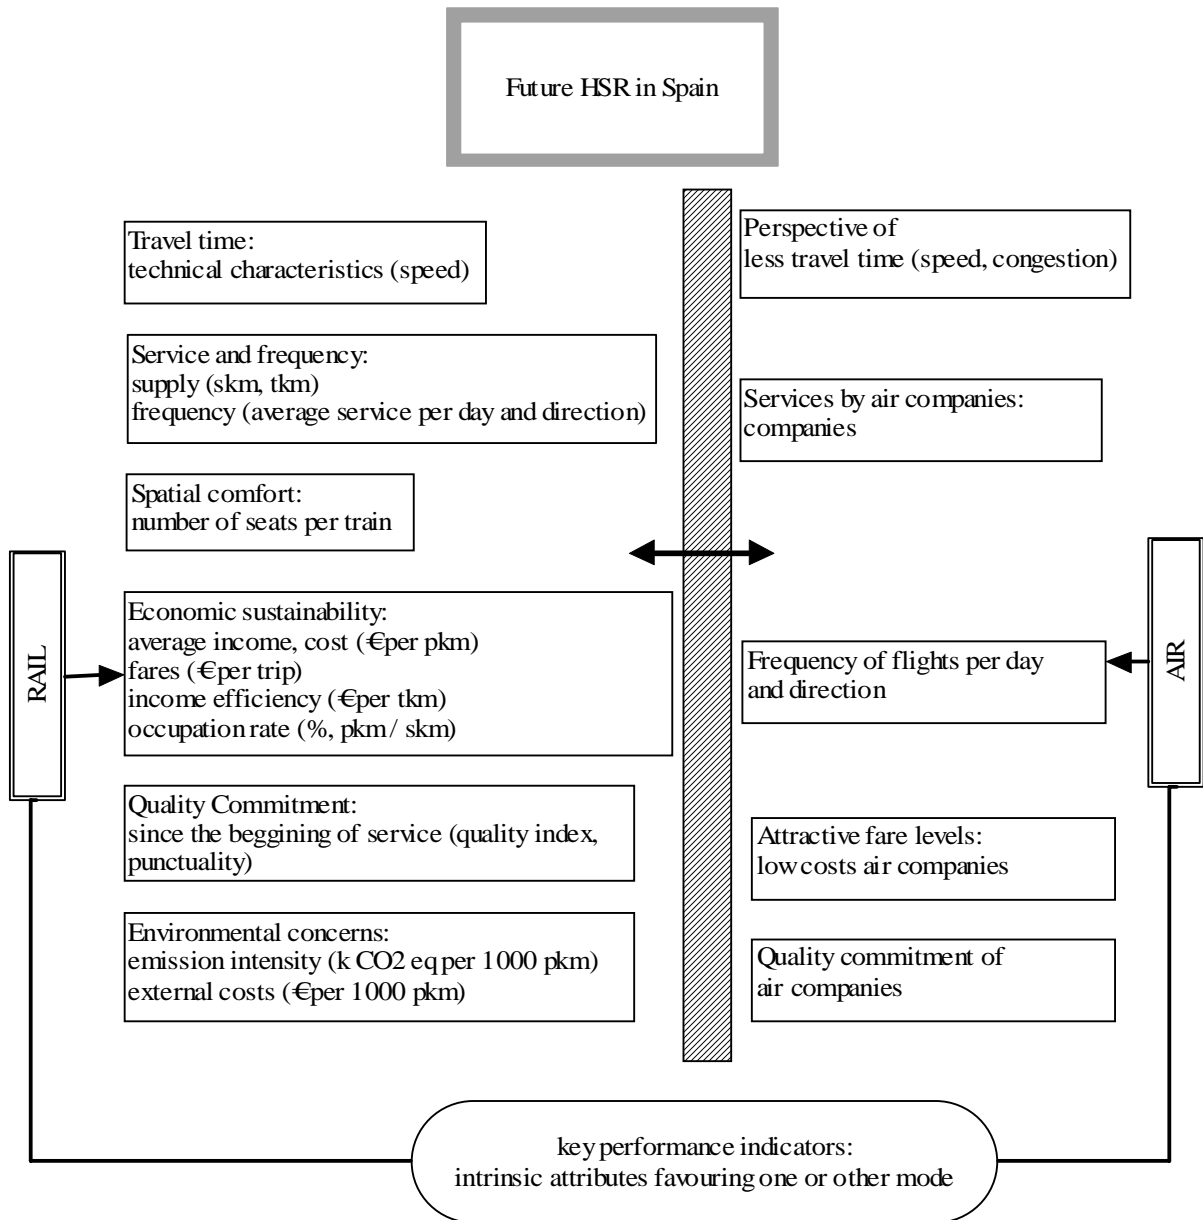 Future HSR in Spain
Travel time:
technical characteristics (speed)
Service and frequency:
supply (skm, tkm)
frequency (average service per day and direction)
Spatial comfort:
number of seats per train
RAIL
Economic sustainability:
average income, cost (€per pkm)
fares (€per trip)
income efficiency (€per tkm)
occupation rate (%, pkm / skm)
Quality Commitment:
since the beggining of service (quality index,
punctuality)
Environmental concerns:
emission intensity (k CO2 eq per 1000 pkm)
external costs (€per 1000 pkm)
Perspective of
less travel time (speed, congestion)
Services by air companies:
companies
Frequency of flights per day
and direction
AIR
Attractive fare levels:
low costs air companies
Quality commitment of
air companies
key performance indicators:
intrinsic attributes favouring one or other mode